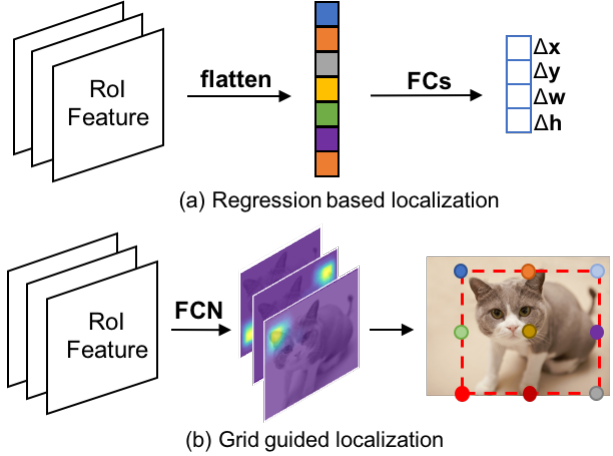 RoI
Feature
flatten
FCs
Δx
Δy
Δw
Δh
(a) Regression based localization
RoI
Feature
FCN
(b) Grid guided localization